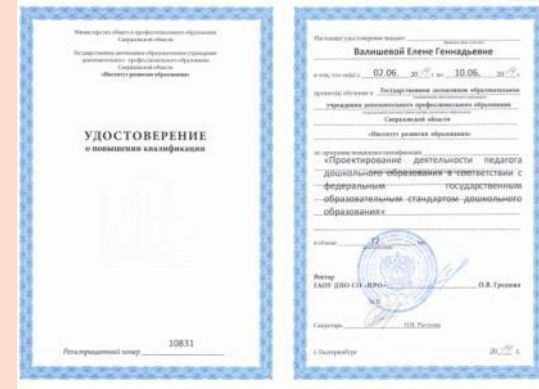 Министерство общего и профессионального образования
Свердловской области
Государственное автономное образовательное учреждение
дополнительного профессионального образования
Свердловской области
«Институт развития образования»
УДОСТОВЕРЕНИЕ
о повышении квалификации
10831
Регистрационный номер
Настоящее удостоверение выдано
Валишевой Елене Геннадьевне
в том, что он(а) с 02.06. 20 г. по 10.06. 20 г.
прошел(а) обучение в Государственном автономном образовательном
учреждении дополнительного профессионального образования
Свердловской области
«Институт развития образования»
по программе повышения квалификации
«Проектирование деятельности педагога
дошкольного образования в соответствии с
федеральным государственным
образовательным стандартом дошкольного
образования»
в объеме 72
Ректор
ГАОУ ДПО СО «ИРО» О.В. Гредина
Секретарь
г. Екатеринбург 20 г.